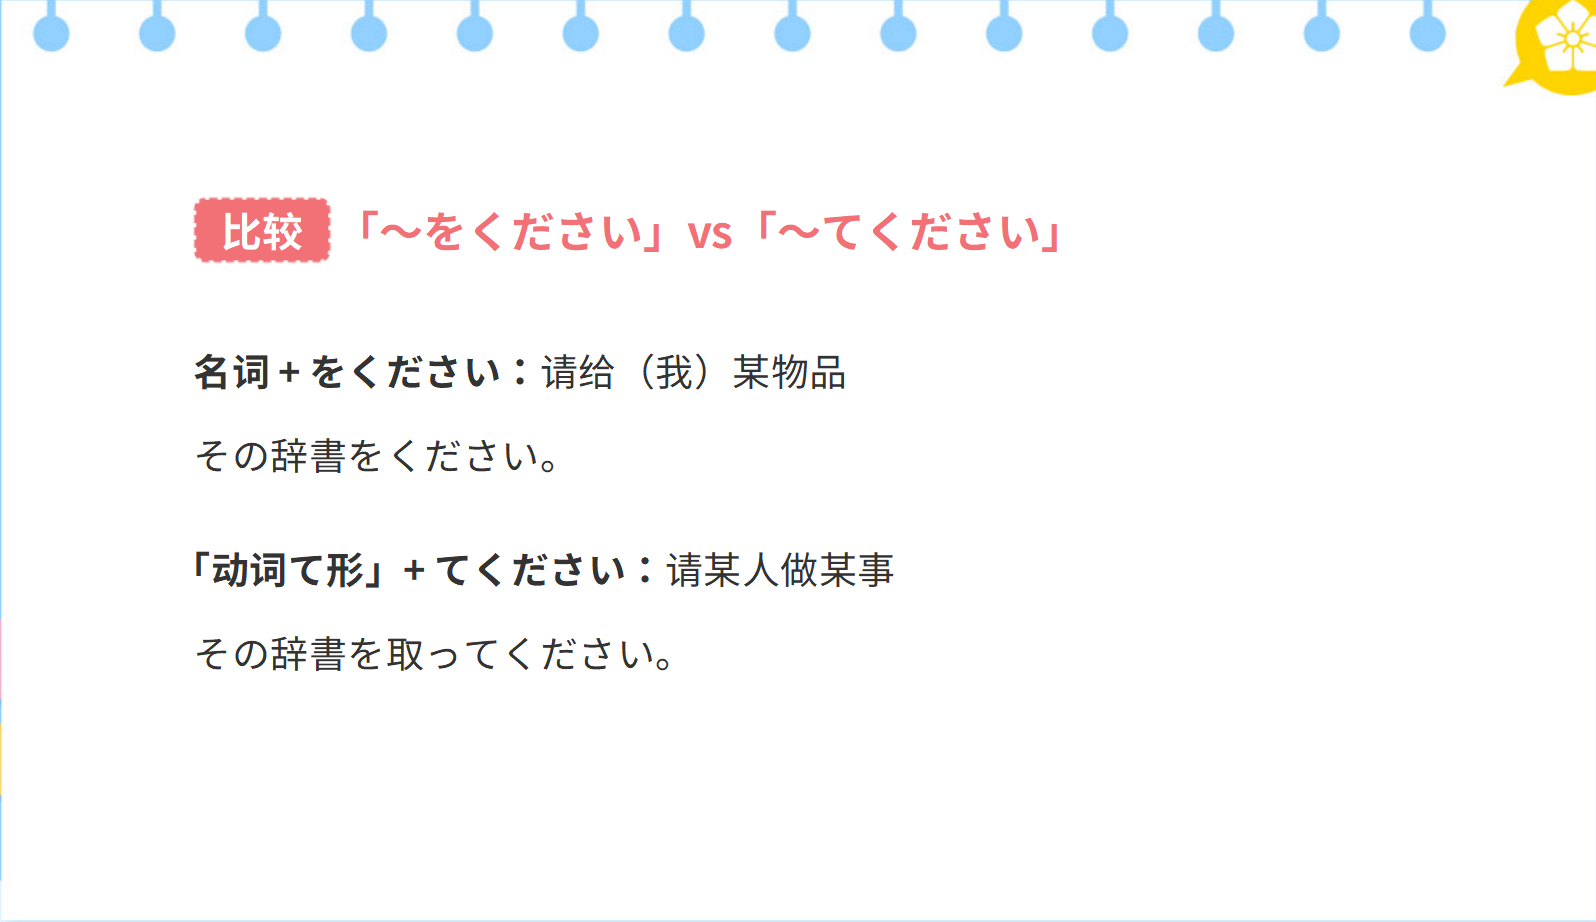 比较 「～をください」vs「～てください」
名词 + をください：请给（我）某物品
その辞書をください。
「动词て形」+ てください：请某人做某事
その辞書を取ってください。